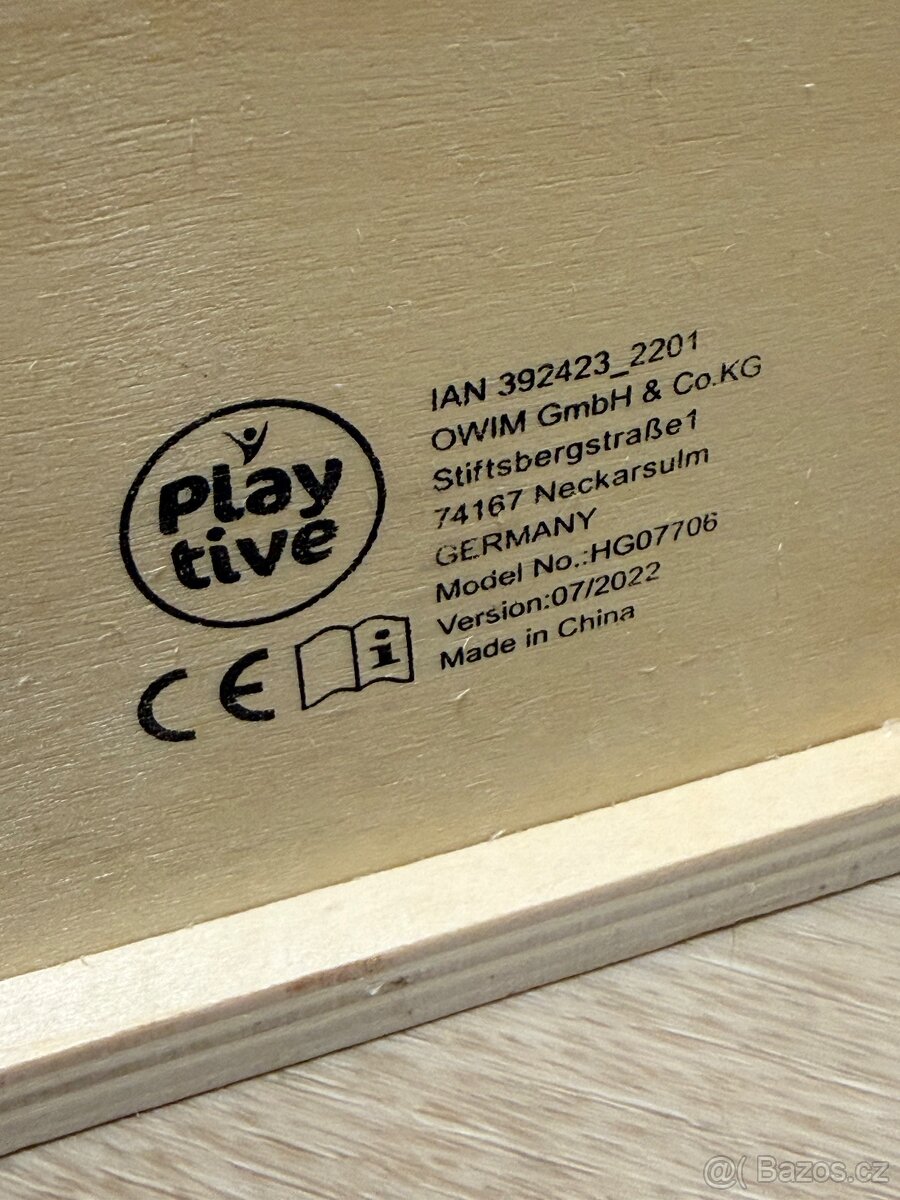 Play
tive
CE
i
IAN 392423_2201
OWIM GmbH & Co.KG
Stiftsbergstraße1
74167 Neckarsulm
GERMANY
Model No.:HG07706
Version:07/2022
Made in China
@( Bazos.cz